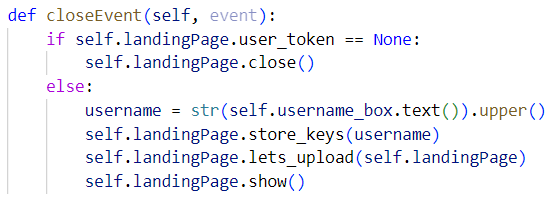 def closeEvent(self, event):
    if self.landingPage.user_token == None:
        self.landingPage.close()
    else:
        username = str(self.username_box.text()).upper()
        self.landingPage.store_keys(username)
        self.landingPage.lets_upload(self.landingPage)
        self.landingPage.show()